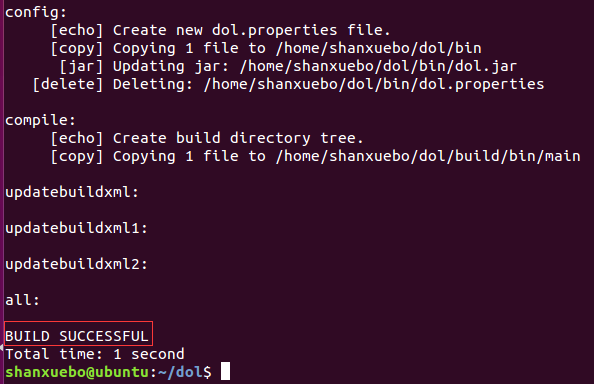 config:
     [echo] Create new dol.properties file.
     [copy] Copying 1 file to /home/shanxuebo/dol/bin
      [jar] Updating jar: /home/shanxuebo/dol/bin/dol.jar
   [delete] Deleting: /home/shanxuebo/dol/bin/dol.properties

compile:
     [echo] Create build directory tree.
     [copy] Copying 1 file to /home/shanxuebo/dol/build/bin/main

updatebuildxml:

updatebuildxml1:

updatebuildxml2:

all:

BUILD SUCCESSFUL
Total time: 1 second
shanxuebo@ubuntu:~/dol$